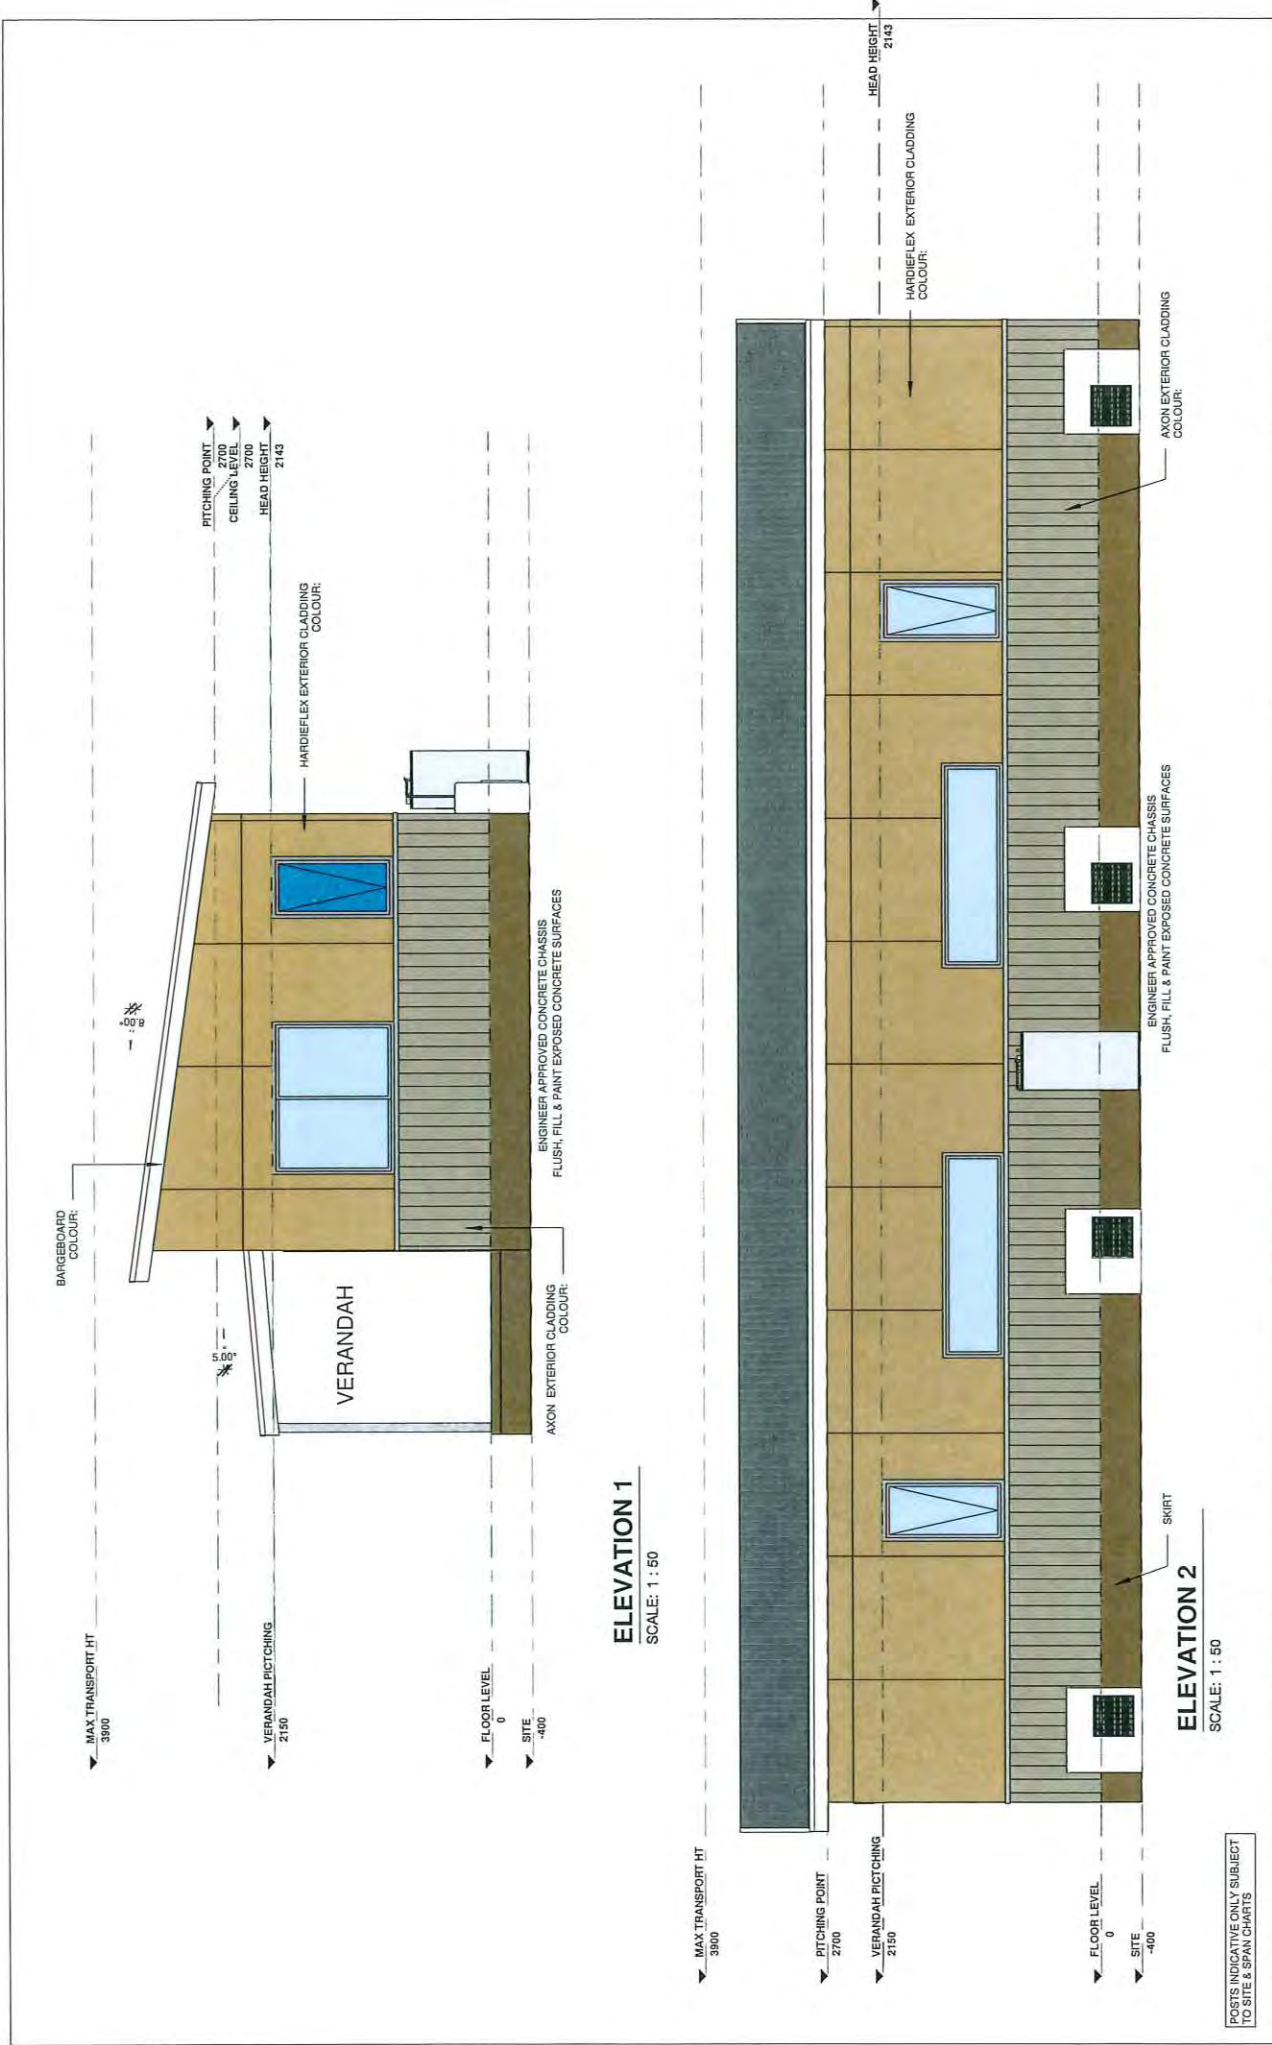 MAX TRANSPORT HT
3900
VERANDAH PICTCHING
2150
FLOOR LEVEL
0
SITE
-400
BARGEBOARD
COLOUR:
5.00°
8.00°
VERANDAH
PITCHING POINT
2700
CEILING LEVEL
2700
HEAD HEIGHT
2143
HARDIEFLEX EXTERIOR CLADDING
COLOUR:
AXON EXTERIOR CLADDING
COLOUR:
ENGINEER APPROVED CONCRETE CHASSIS
FLUSH, FILL & PAINT EXPOSED CONCRETE SURFACES
ELEVATION 1
SCALE: 1 : 50
MAX TRANSPORT HT
3900
PITCHING POINT
2700
VERANDAH PICTCHING
2150
FLOOR LEVEL
0
SITE
-400
HEAD HEIGHT
2143
HARDIEFLEX EXTERIOR CLADDING
COLOUR:
AXON EXTERIOR CLADDING
COLOUR:
ENGINEER APPROVED CONCRETE CHASSIS
FLUSH, FILL & PAINT EXPOSED CONCRETE SURFACES
SKIRT
ELEVATION 2
SCALE: 1 : 50
POSTS INDICATIVE ONLY SUBJECT
TO SITE & SPAN CHARTS